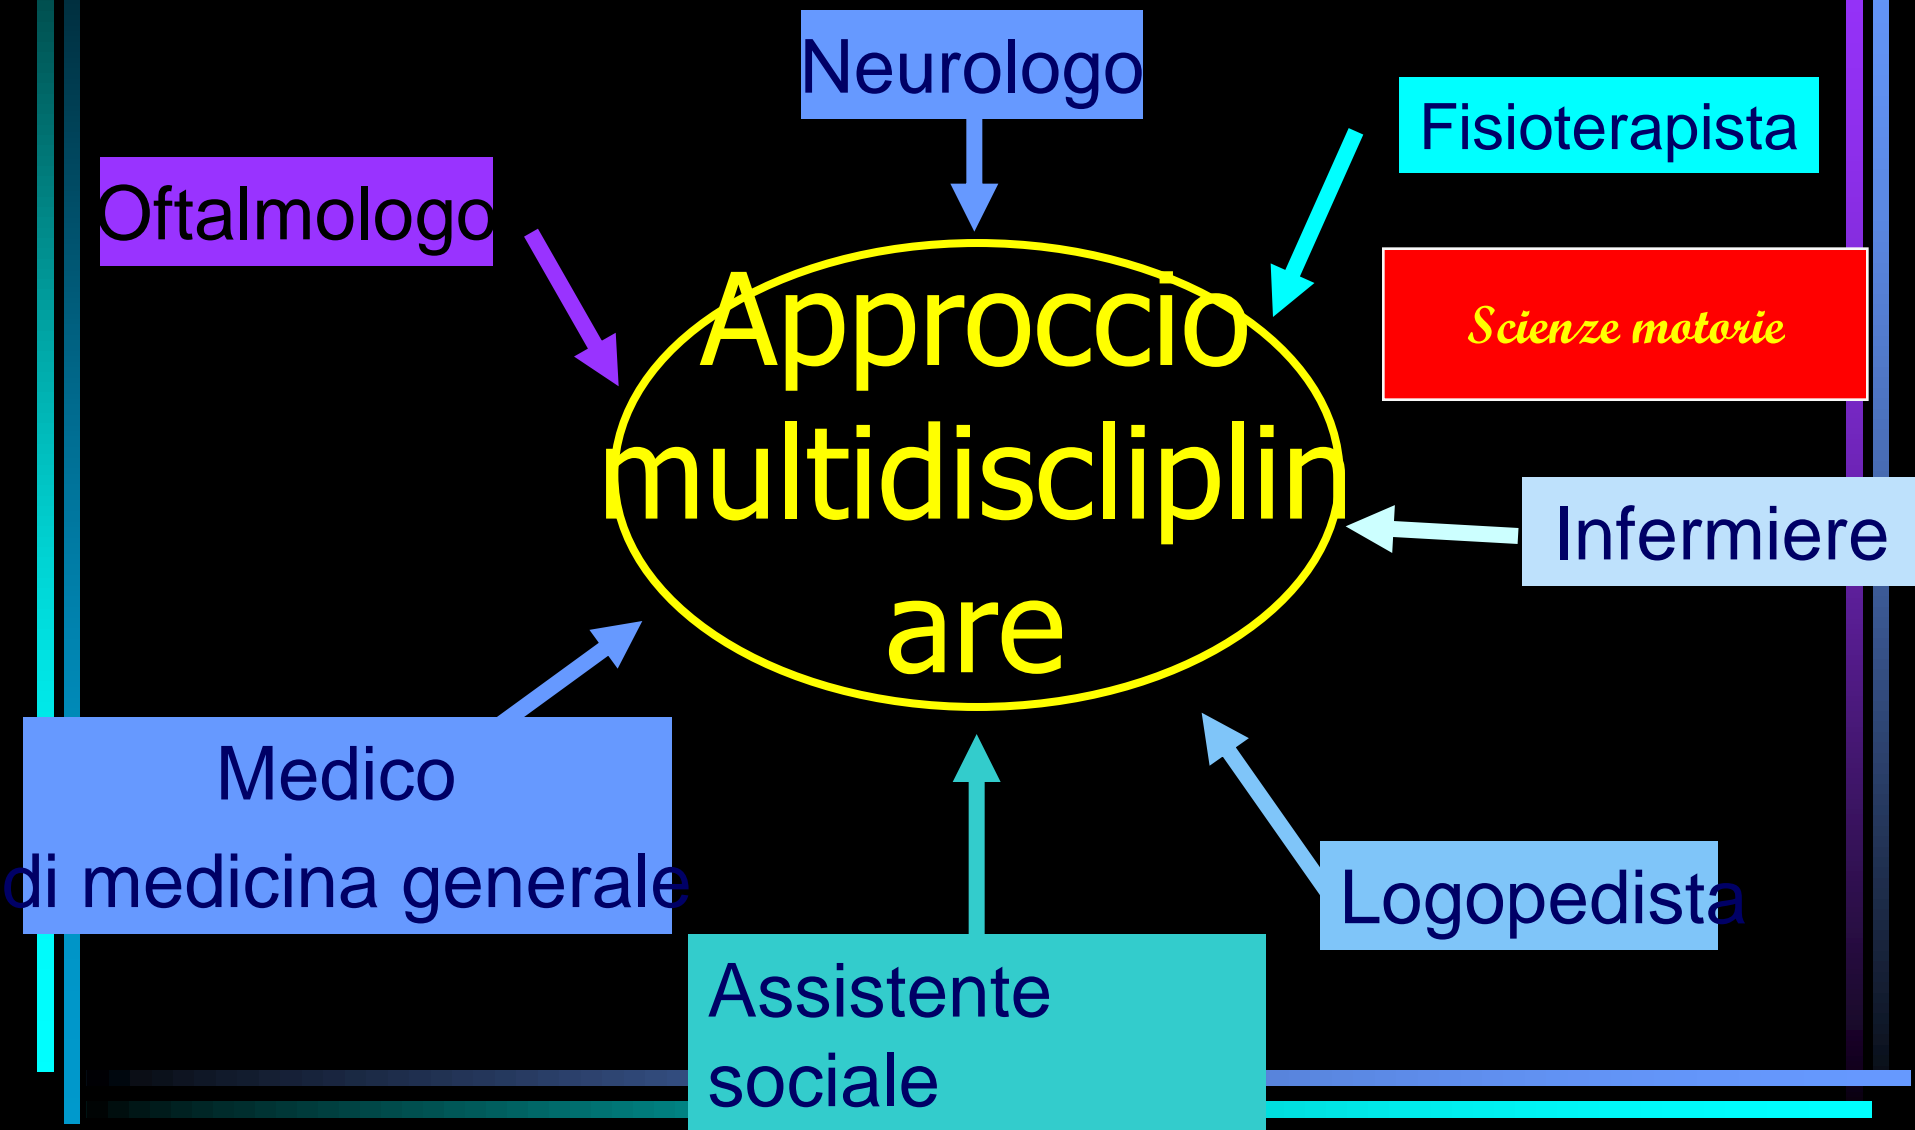 Neurologo
Fisioterapista
Oftalmologo
Scienze motorie
Approccio
multidiscliplin
are
Infermiere
Medico
di medicina generale
Logopedista
Assistente
sociale